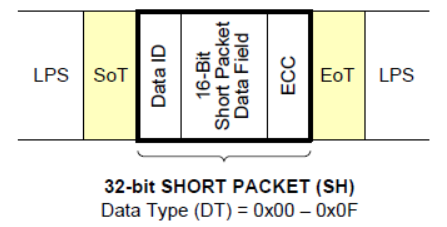 LPS
SoT
Data ID
16-Bit
Short Packet
Data Field
ECC
EoT
LPS
32-bit SHORT PACKET (SH)
Data Type (DT) = 0x00 – 0x0F